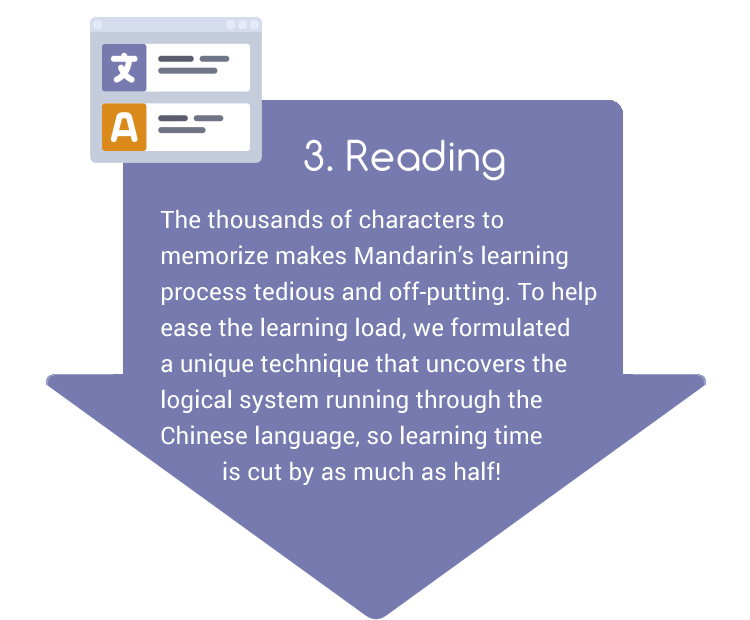 文
A
3. Reading
The thousands of characters to
memorize makes Mandarin’s learning
process tedious and off-putting. To help
ease the learning load, we formulated
a unique technique that uncovers the
logical system running through the
Chinese language, so learning time
is cut by as much as half!